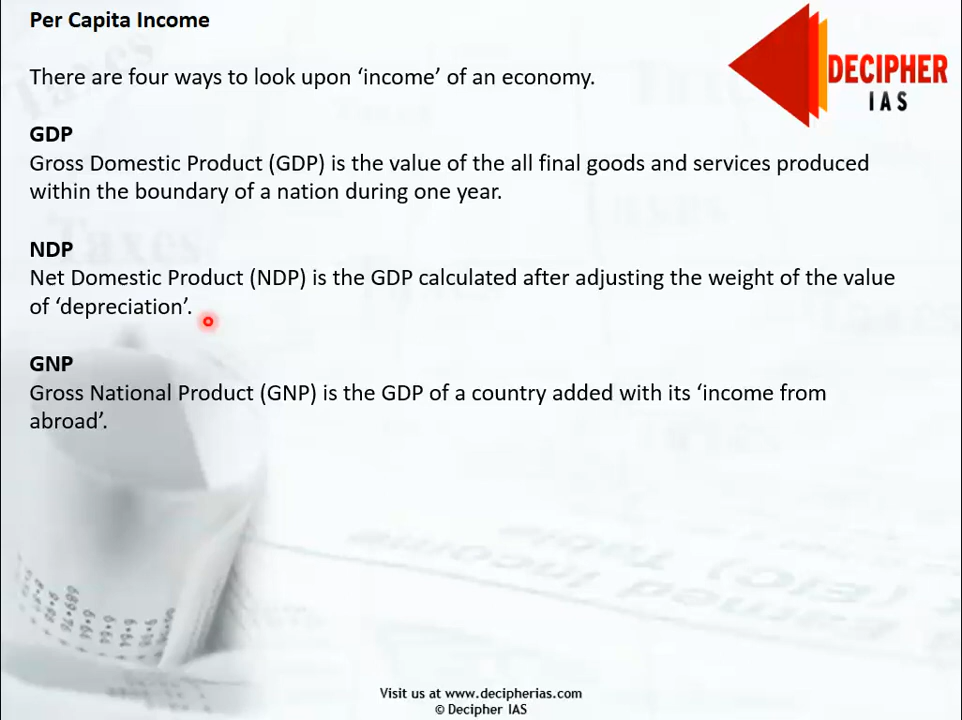 Per Capita Income
There are four ways to look upon ‘income’ of an economy.
DECIPHER
IAS
GDP
Gross Domestic Product (GDP) is the value of the all final goods and services produced
within the boundary of a nation during one year.
NDP
Net Domestic Product (NDP) is the GDP calculated after adjusting the weight of the value
of ‘depreciation’.
GNP
Gross National Product (GNP) is the GDP of a country added with its ‘income from
abroad’.
Visit us at www.decipherias.com
© Decipher IAS